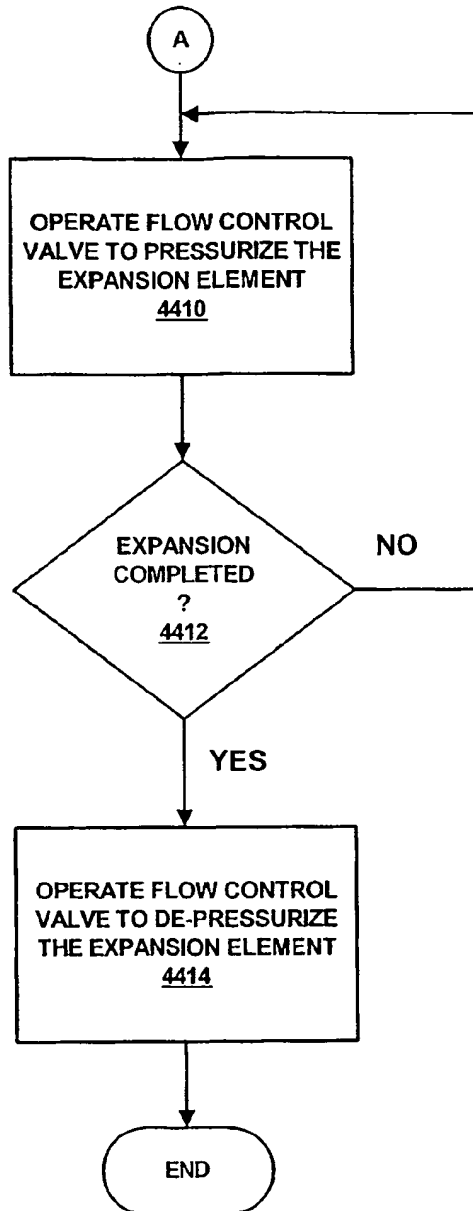 A
OPERATE FLOW CONTROL
VALVE TO PRESSURIZE THE
EXPANSION ELEMENT
4410
EXPANSION
COMPLETED
?
4412
NO
YES
OPERATE FLOW CONTROL
VALVE TO DE-PRESSURIZE
THE EXPANSION ELEMENT
4414
END